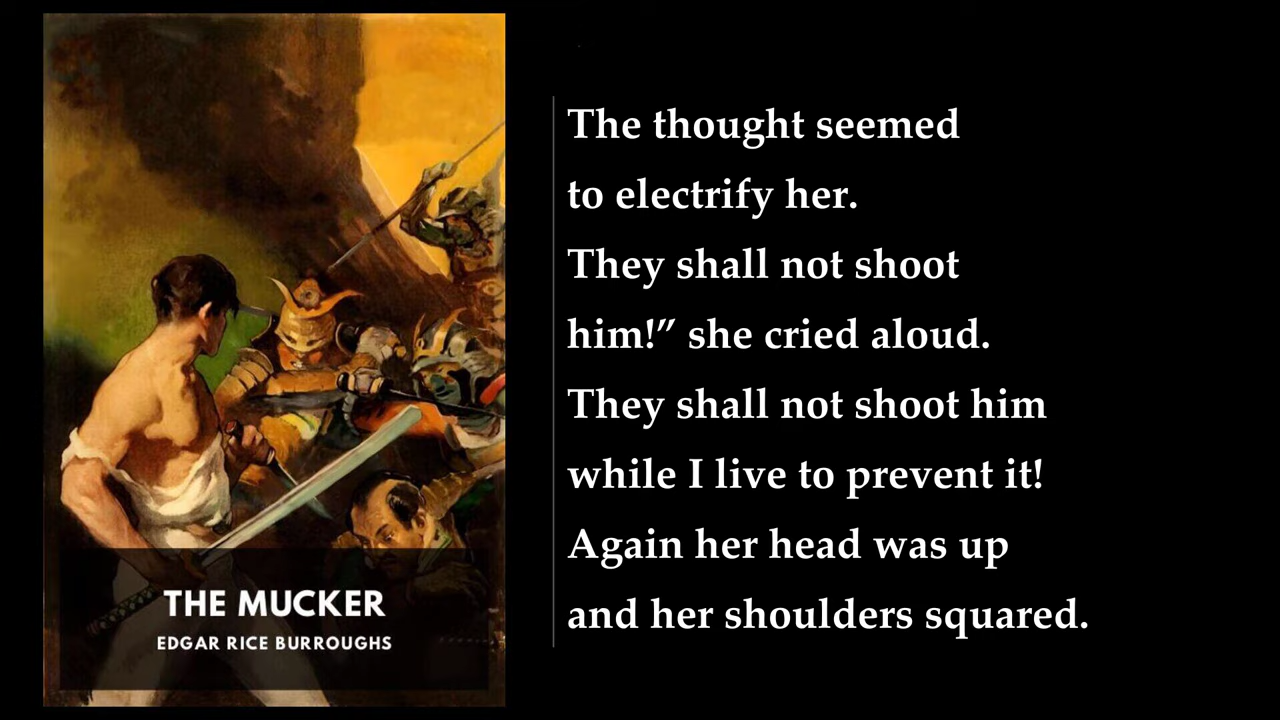 THE MUCKER
EDGAR RICE BURROUGHS
The thought seemed
to electrify her.
They shall not shoot
him!” she cried aloud.
They shall not shoot him
while I live to prevent it!
Again her head was up
and her shoulders squared.